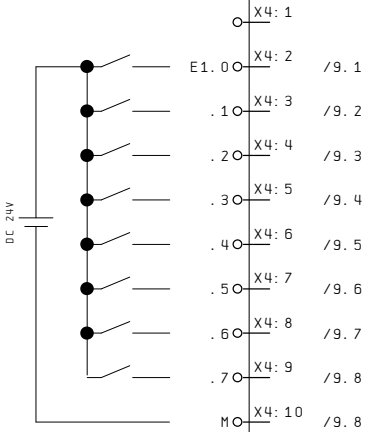 X4:1
E1.0 X4:2 /9.1
.1 X4:3 /9.2
.2 X4:4 /9.3
.3 X4:5 /9.4
.4 X4:6 /9.5
.5 X4:7 /9.6
.6 X4:8 /9.7
.7 X4:9 /9.8
M X4:10 /9.8
DC 24V